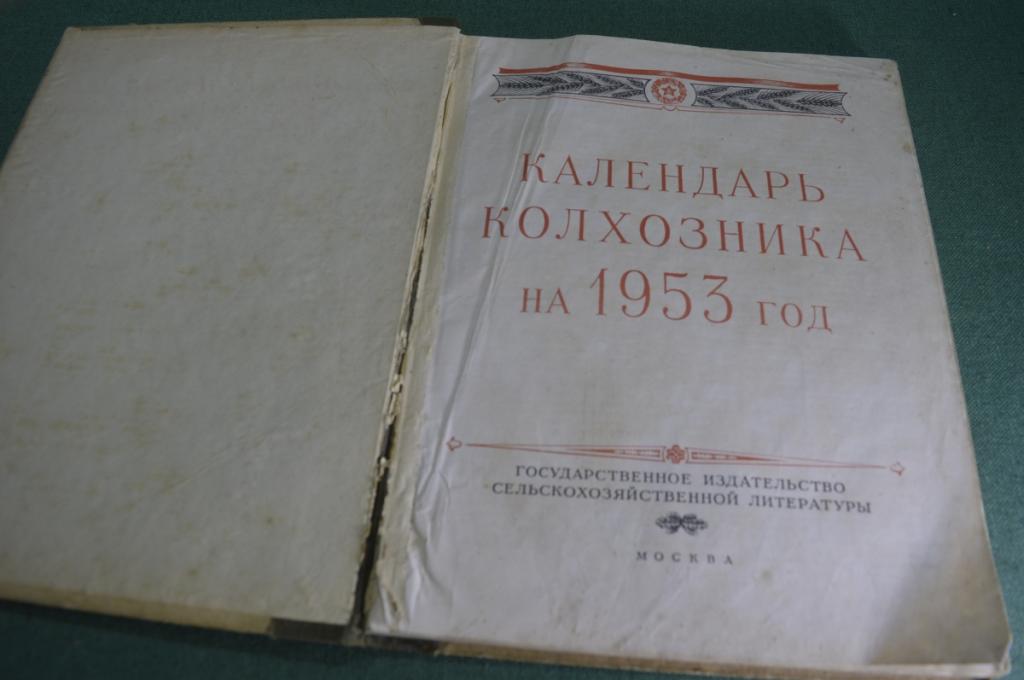 КАЛЕНДАРЬ
КОЛХОЗНИКА
НА 1953 ГОД
ГОСУДАРСТВЕННОЕ ИЗДАТЕЛЬСТВО
СЕЛЬСКОХОЗЯЙСТВЕННОЙ ЛИТЕРАТУРЫ
МОСКВА